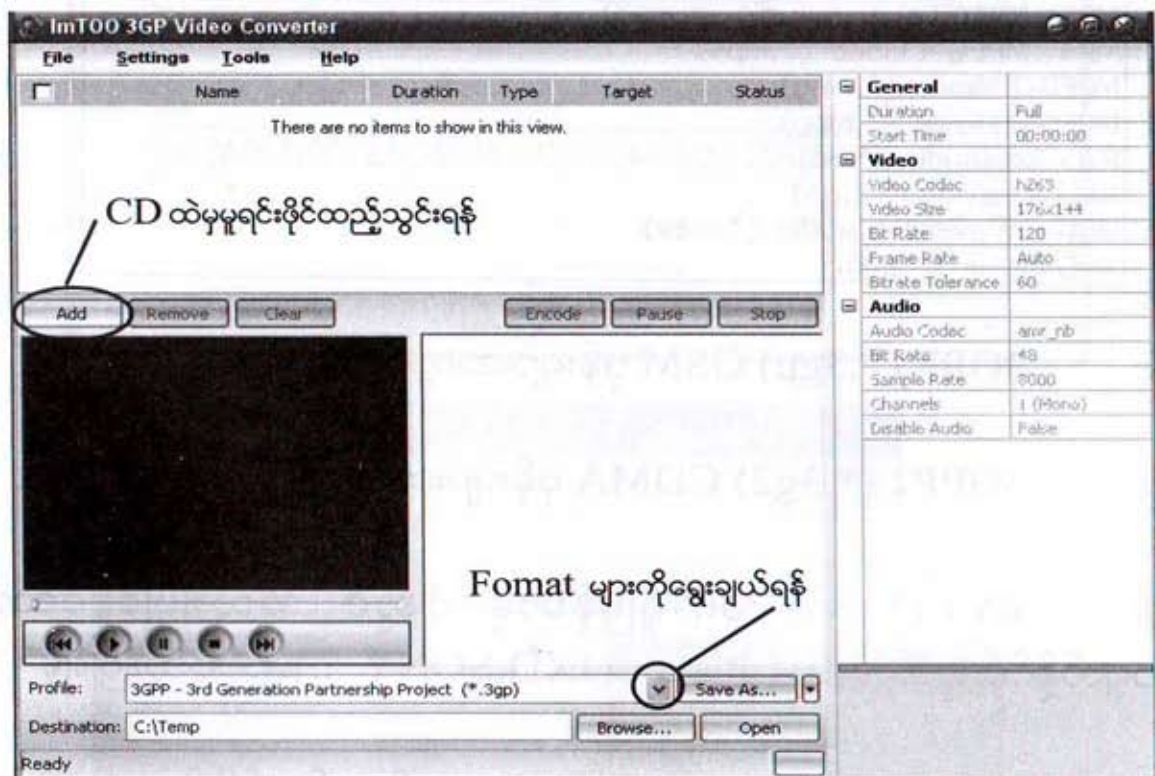 ImTOO 3GP Video Converter
File Settings Tools Help
Name Duration Type Target Status
There are no items to show in this view.
CD ထဲမှမူရင်းဖိုင်ထည့်သွင်းရန်
Add Remove Clear Encode Pause Stop
General
Duration Full
Start Time 00:00:00
Video
Video Codec h263
Video Size 176x144
Bit Rate 120
Frame Rate Auto
Bitrate Tolerance 60
Audio
Audio Codec amr_nb
Bit Rate 48
Sample Rate 8000
Channels 1 (Mono)
Disable Audio False
Fomat များကိုရွေးချယ်ရန်
Profile: 3GPP - 3rd Generation Partnership Project (*.3gp) Save As...
Destination: C:\Temp Browse... Open
Ready